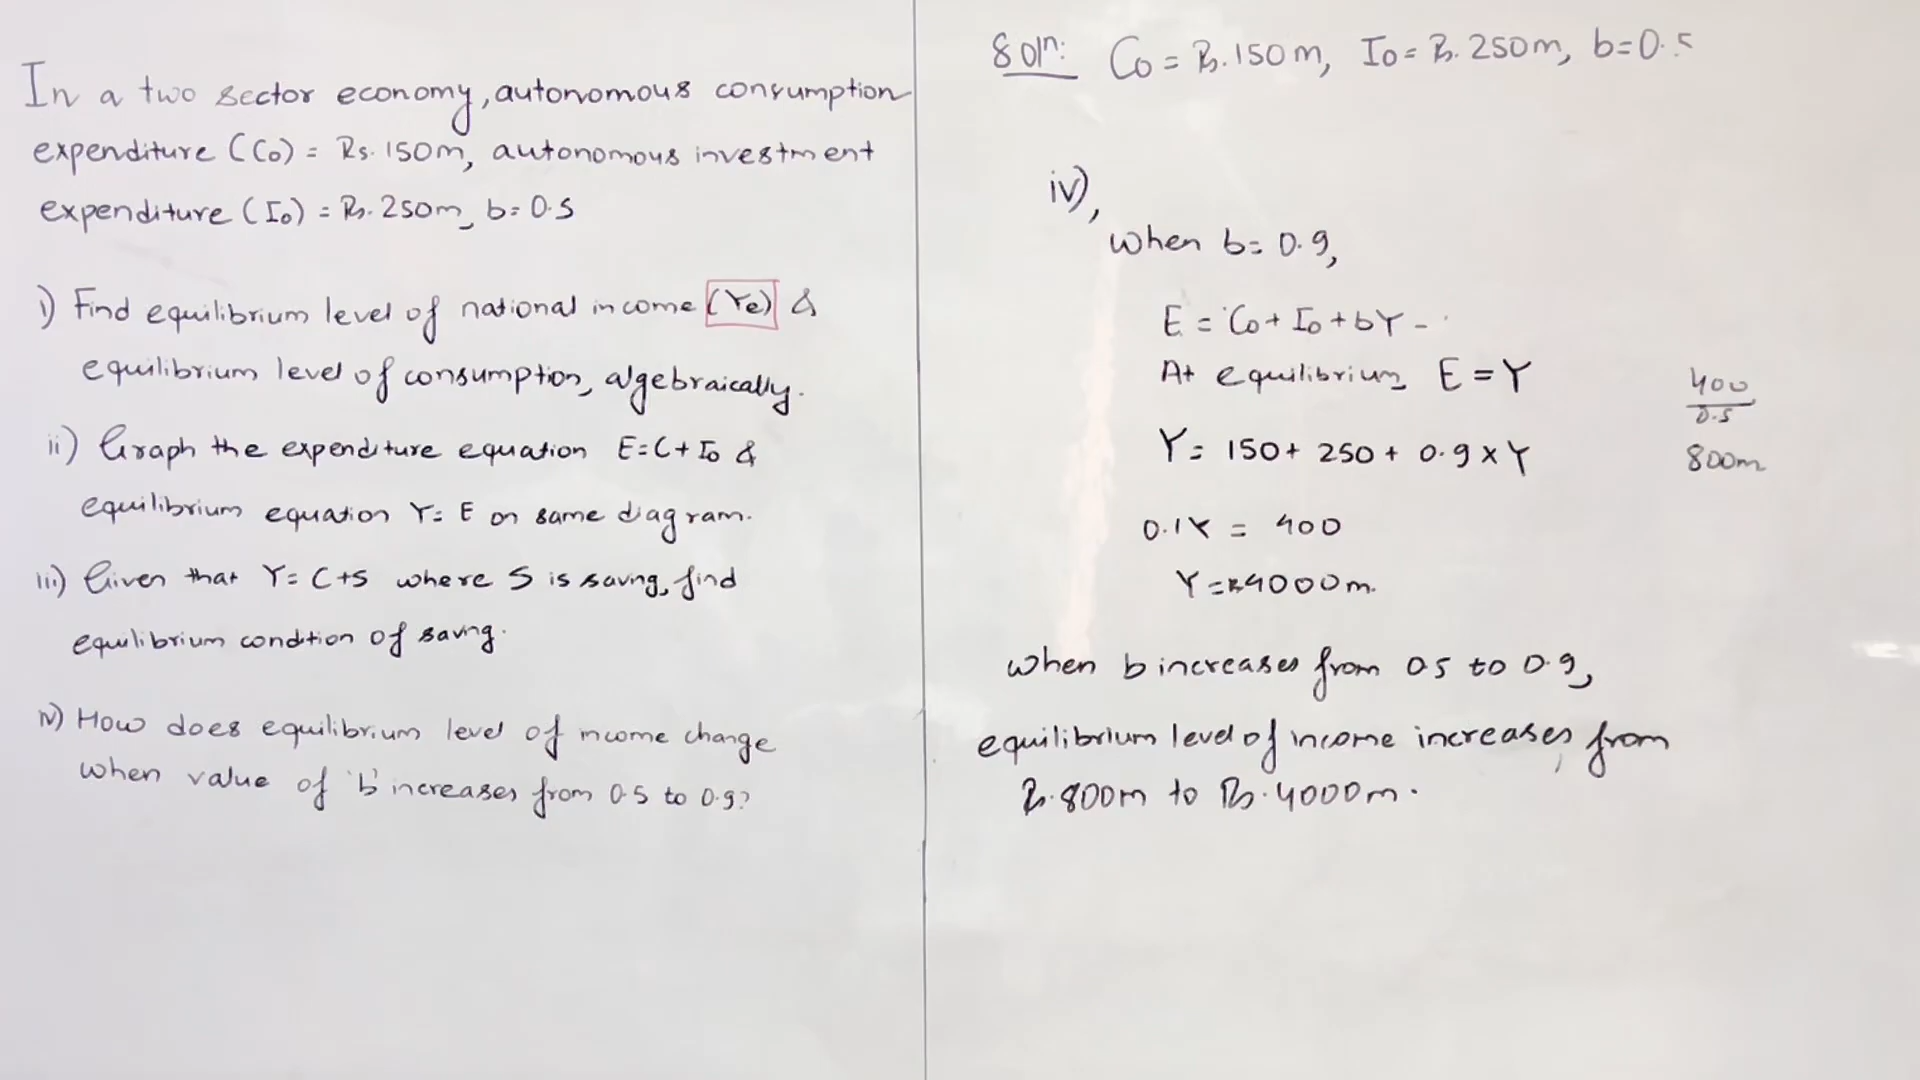 In a two sector economy, autonomous consumption
expenditure (C₀) = Rs. 150m, autonomous investment
expenditure (I₀) = Rs. 250m, b= 0.5
i) Find equilibrium level of national income (Ye) &
equilibrium level of consumption, algebraically.
ii) Graph the expenditure equation E=C+I₀ &
equilibrium equation Y= E on same diagram.
iii) Given that Y= C+S where S is saving, find
equilibrium condition of saving.
iv) How does equilibrium level of income change
when value of 'b' increases from 0.5 to 0.9?
Solⁿ: C₀ = Rs. 150m, I₀ = Rs. 250m, b=0.5
iv),
when b= 0.9,
E = C₀+ I₀ + bY -
At equilibrium, E = Y
Y= 150+ 250 + 0.9 x Y
0.1Y = 400
Y = Rs 4000m.
400
0.5
800m
when b increases from 0.5 to 0.9,
equilibrium level of income increases from
Rs. 800m to Rs. 4000m.